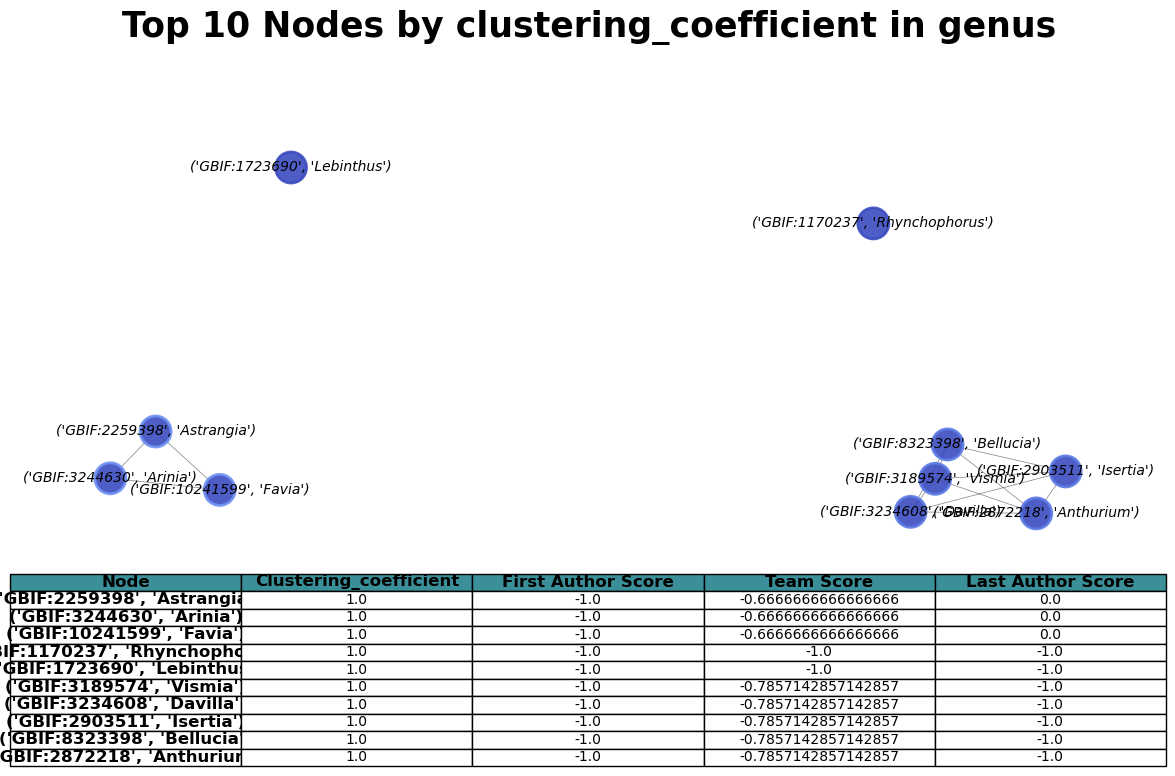 Top 10 Nodes by clustering_coefficient in genus
('GBIF:1723690', 'Lebinthus')
('GBIF:1170237', 'Rhynchophorus')
('GBIF:2259398', 'Astrangia')
('GBIF:3244630', 'Arinia')
('GBIF:10241599', 'Favia')
('GBIF:8323398', 'Bellucia')
('GBIF:2903511', 'Isertia')
('GBIF:3189574', 'Vismia')
('GBIF:3234608', 'Davilla')
('GBIF:2872218', 'Anthurium')
Node Clustering_coefficient First Author Score Team Score Last Author Score
'GBIF:2259398', 'Astrangia 1.0 -1.0 -0.6666666666666666 0.0
('GBIF:3244630', 'Arinia') 1.0 -1.0 -0.6666666666666666 0.0
('GBIF:10241599', 'Favia') 1.0 -1.0 -0.6666666666666666 0.0
BIF:1170237', 'Rhynchopho 1.0 -1.0 -1.0 -1.0
'GBIF:1723690', 'Lebinthus 1.0 -1.0 -1.0 -1.0
('GBIF:3189574', 'Vismia') 1.0 -1.0 -0.7857142857142857 -1.0
('GBIF:3234608', 'Davilla') 1.0 -1.0 -0.7857142857142857 -1.0
('GBIF:2903511', 'Isertia') 1.0 -1.0 -0.7857142857142857 -1.0
('GBIF:8323398', 'Bellucia' 1.0 -1.0 -0.7857142857142857 -1.0
GBIF:2872218', 'Anthurium 1.0 -1.0 -0.7857142857142857 -1.0